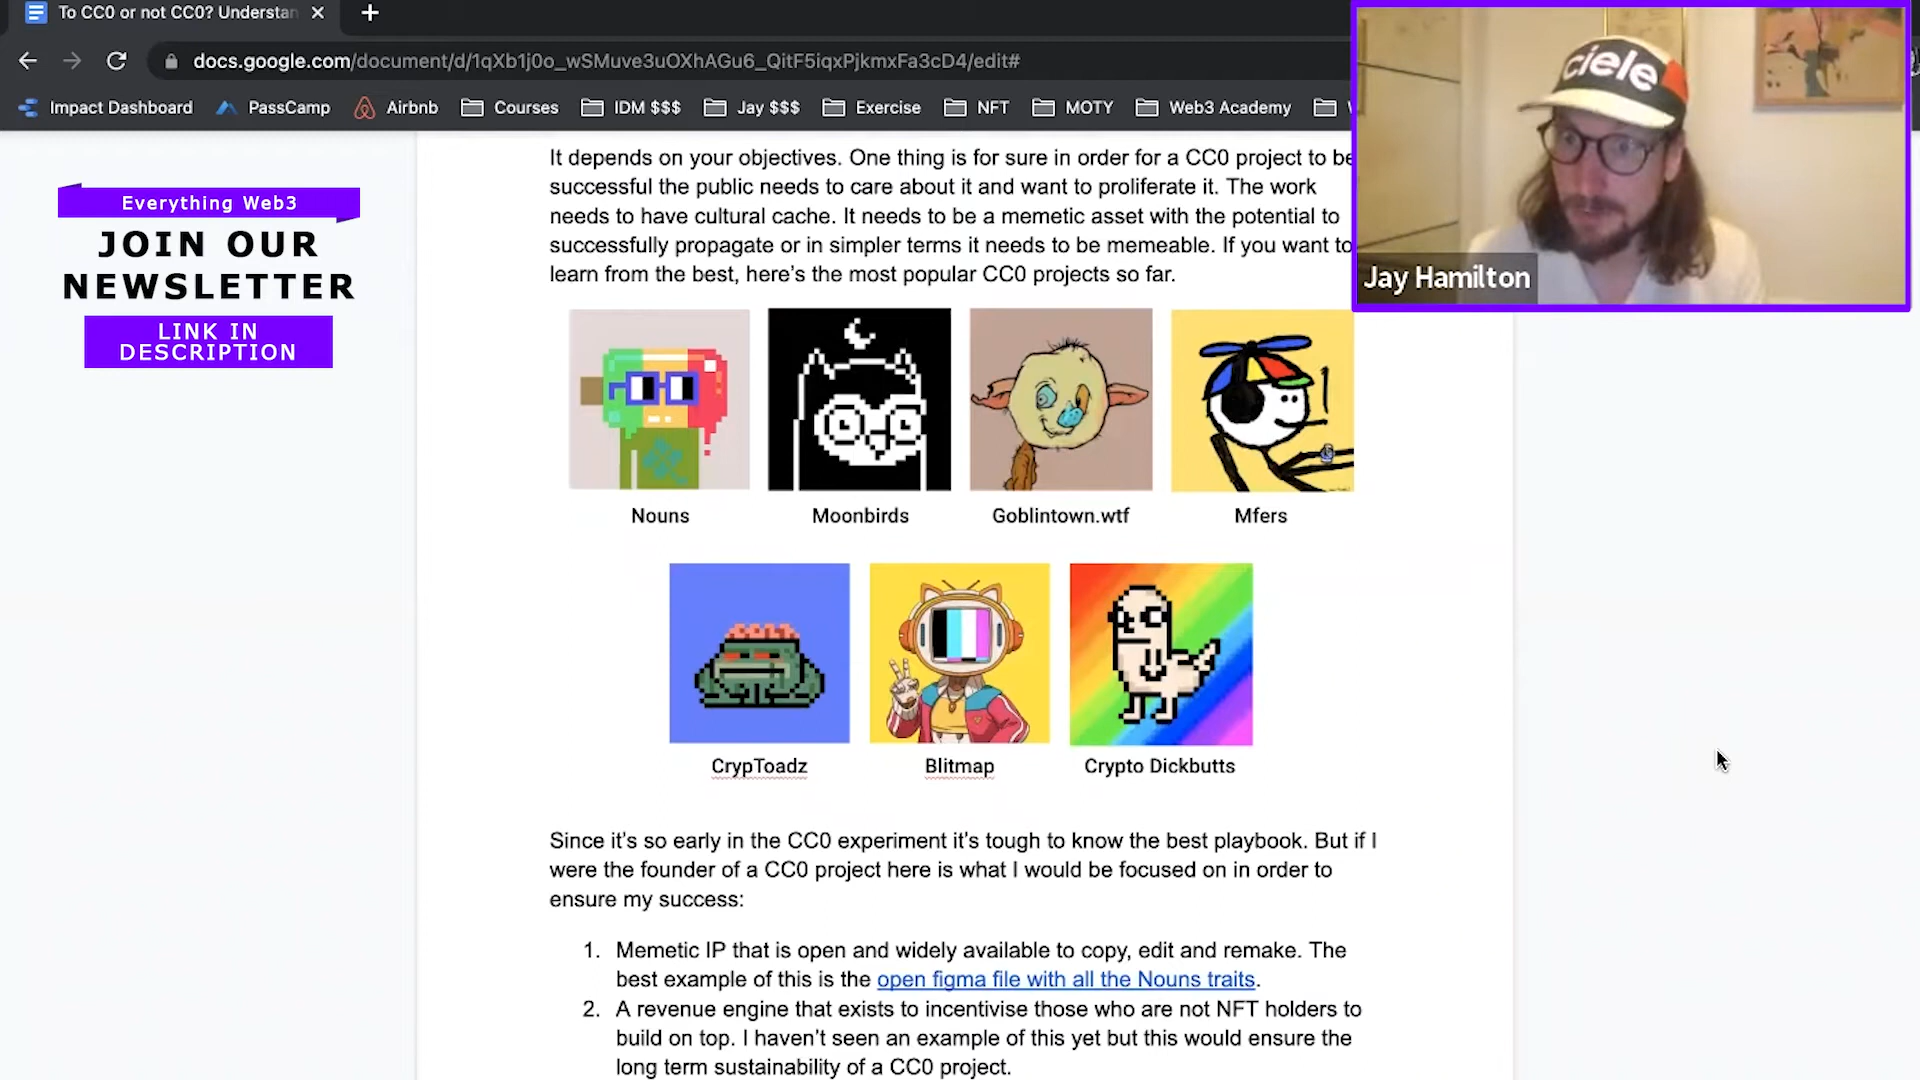 To CC0 or not CC0? Understan
docs.google.com/document/d/1qXb1j0o_wSMuve3uOXhAGu6_QitF5iqxPjkmxFa3cD4/edit#
Impact Dashboard PassCamp Airbnb Courses IDM $$$ Jay $$$ Exercise NFT MOTY Web3 Academy
ciele
Jay Hamilton
Everything Web3
JOIN OUR
NEWSLETTER
LINK IN
DESCRIPTION
It depends on your objectives. One thing is for sure in order for a CC0 project to be
successful the public needs to care about it and want to proliferate it. The work
needs to have cultural cache. It needs to be a memetic asset with the potential to
successfully propagate or in simpler terms it needs to be memeable. If you want to
learn from the best, here's the most popular CC0 projects so far.
Nouns Moonbirds Goblintown.wtf Mfers
CrypToadz Blitmap Crypto Dickbutts
Since it's so early in the CC0 experiment it's tough to know the best playbook. But if I
were the founder of a CC0 project here is what I would be focused on in order to
ensure my success:
1. Memetic IP that is open and widely available to copy, edit and remake. The
best example of this is the open figma file with all the Nouns traits.
2. A revenue engine that exists to incentivise those who are not NFT holders to
build on top. I haven't seen an example of this yet but this would ensure the
long term sustainability of a CC0 project.